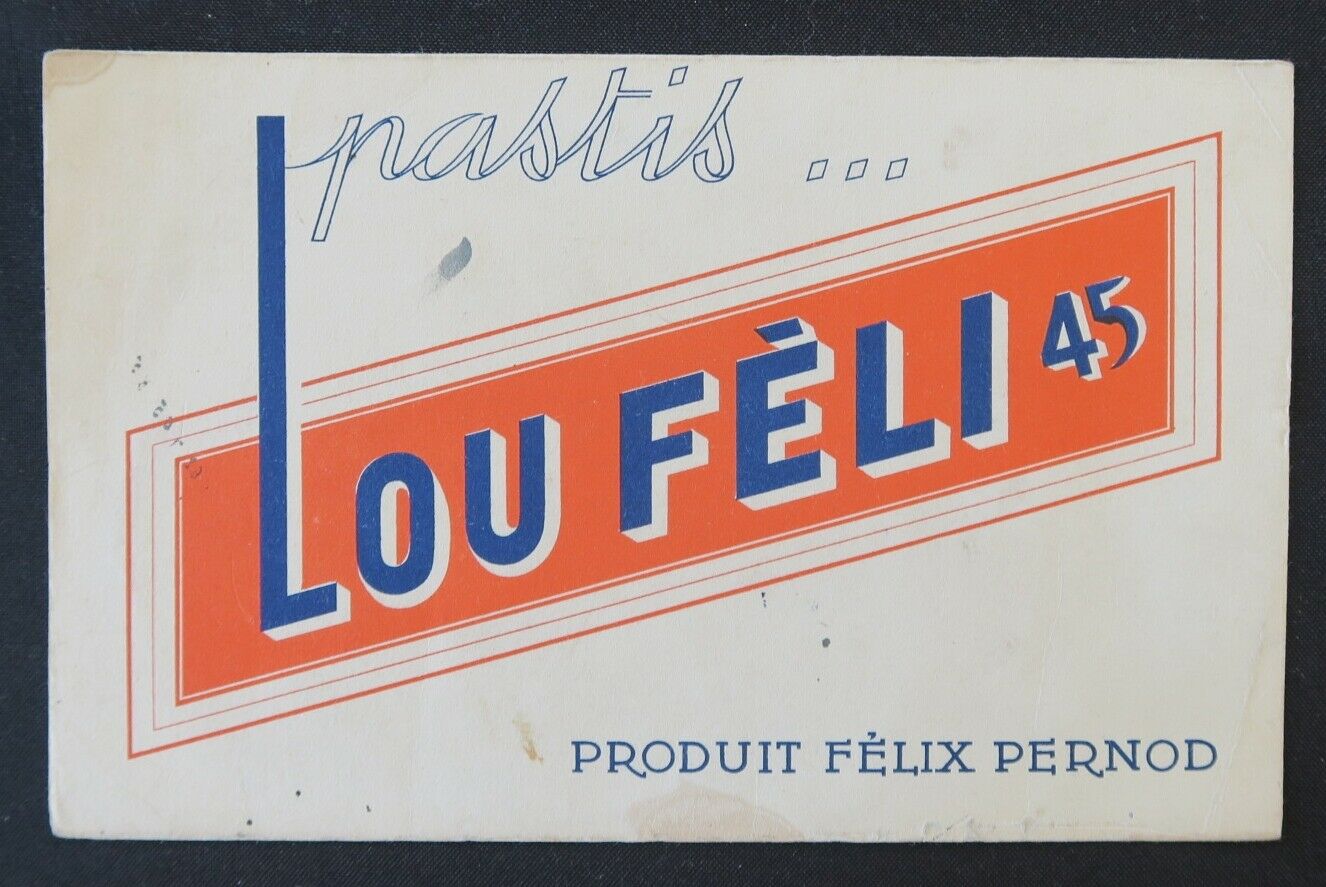 pastis ...
LOU FÈLI 45
PRODUIT FÉLIX PERNOD